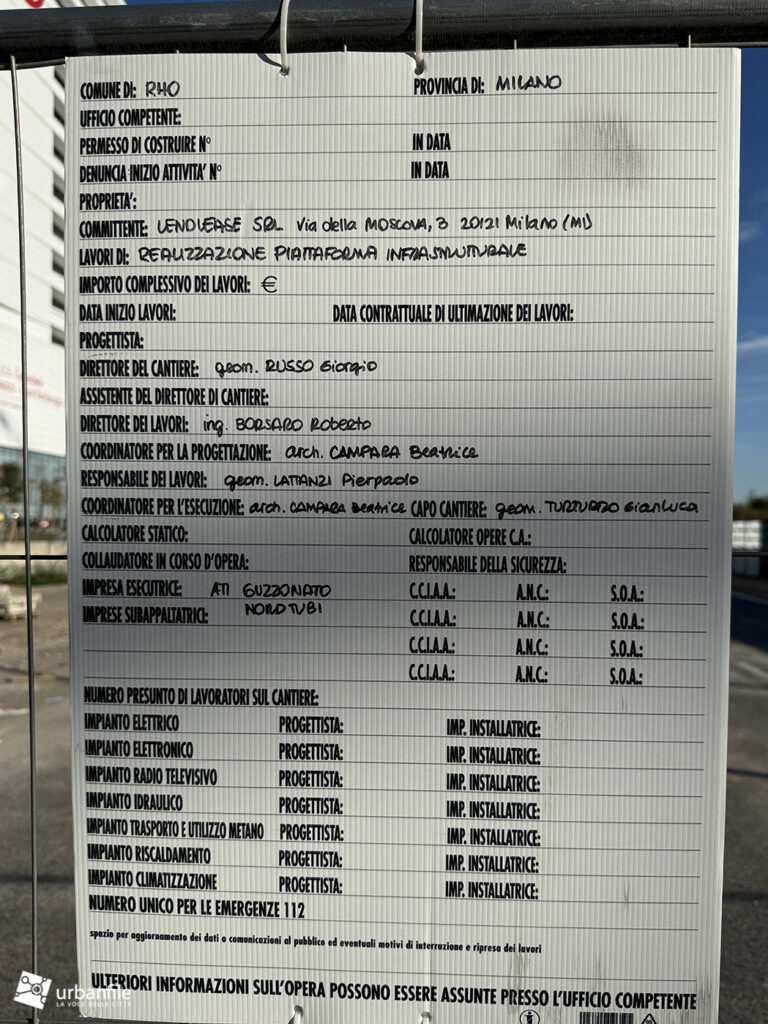 COMUNE DI: RHO PROVINCIA DI: MILANO
UFFICIO COMPETENTE:
PERMESSO DI COSTRUIRE N° IN DATA
DENUNCIA INIZIO ATTIVITA' N° IN DATA
PROPRIETA':
COMMITTENTE: LENDLEASE SRL Via della MOSCOVA, 3 20121 Milano (MI)
LAVORI DI: REALIZZAZIONE PIATTAFORMA INFRASTRUTTURALE
IMPORTO COMPLESSIVO DEI LAVORI: €
DATA INIZIO LAVORI: DATA CONTRATTUALE DI ULTIMAZIONE DEI LAVORI:
PROGETTISTA:
DIRETTORE DEL CANTIERE: geom. RUSSO Giorgio
ASSISTENTE DEL DIRETTORE DI CANTIERE:
DIRETTORE DEI LAVORI: ing. BORSARO Roberto
COORDINATORE PER LA PROGETTAZIONE: arch. CAMPARA Beatrice
RESPONSABILE DEI LAVORI: geom. LATTANZI Pierpaolo
COORDINATORE PER L'ESECUZIONE: arch. CAMPARA Beatrice CAPO CANTIERE: geom. TURTURRO Gianluca
CALCOLATORE STATICO: CALCOLATORE OPERE C.A.:
COLLAUDATORE IN CORSO D'OPERA: RESPONSABILE DELLA SICUREZZA:
IMPRESA ESECUTRICE: ATI GUZZONATO C.C.I.A.A.: A.N.C.: S.O.A.:
IMPRESE SUBAPPALTATRICI: NORDTUBI C.C.I.A.A.: A.N.C.: S.O.A.:
C.C.I.A.A.: A.N.C.: S.O.A.:
C.C.I.A.A.: A.N.C.: S.O.A.:
NUMERO PRESUNTO DI LAVORATORI SUL CANTIERE:
IMPIANTO ELETTRICO PROGETTISTA: IMP. INSTALLATRICE:
IMPIANTO ELETTRONICO PROGETTISTA: IMP. INSTALLATRICE:
IMPIANTO RADIO TELEVISIVO PROGETTISTA: IMP. INSTALLATRICE:
IMPIANTO IDRAULICO PROGETTISTA: IMP. INSTALLATRICE:
IMPIANTO TRASPORTO E UTILIZZO METANO PROGETTISTA: IMP. INSTALLATRICE:
IMPIANTO RISCALDAMENTO PROGETTISTA: IMP. INSTALLATRICE:
IMPIANTO CLIMATIZZAZIONE PROGETTISTA: IMP. INSTALLATRICE:
NUMERO UNICO PER LE EMERGENZE 112
spazio per aggiornamento dei dati o comunicazioni al pubblico ed eventuali motivi di interruzione e ripresa dei lavori
ULTERIORI INFORMAZIONI SULL'OPERA POSSONO ESSERE ASSUNTE PRESSO L'UFFICIO COMPETENTE
urbanfile
LA VOCE DELLE CITTÀ